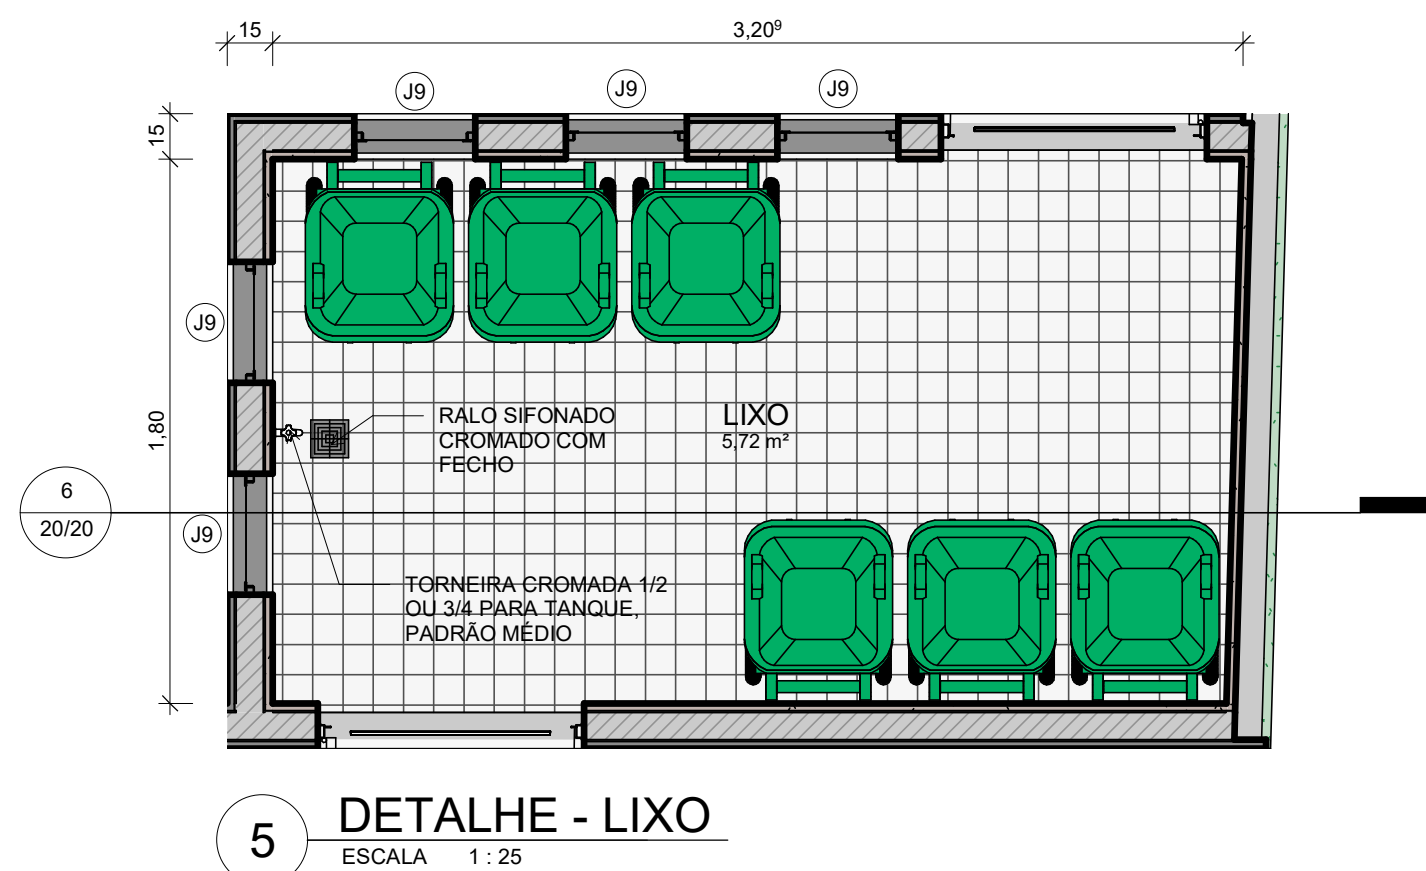 15
3,20⁹
J9
J9
J9
15
J9
1,80
RALO SIFONADO
CROMADO COM
FECHO
LIXO
5,72 m²
6
20/20
J9
TORNEIRA CROMADA 1/2
OU 3/4 PARA TANQUE,
PADRÃO MÉDIO
5
DETALHE - LIXO
ESCALA 1 : 25